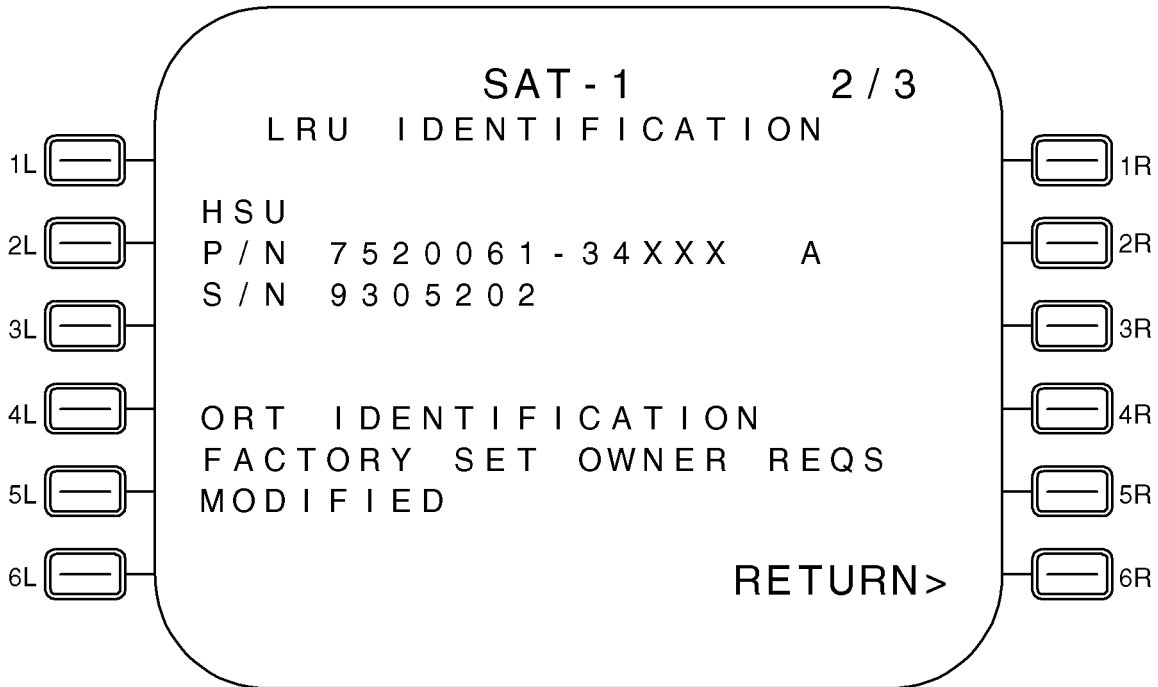 SAT-1 2/3
LRU IDENTIFICATION
1L 1R
HSU
2L P/N 7520061-34XXX A 2R
S/N 9305202
3L 3R
4L ORT IDENTIFICATION 4R
FACTORY SET OWNER REQS
5L MODIFIED 5R
6L RETURN> 6R